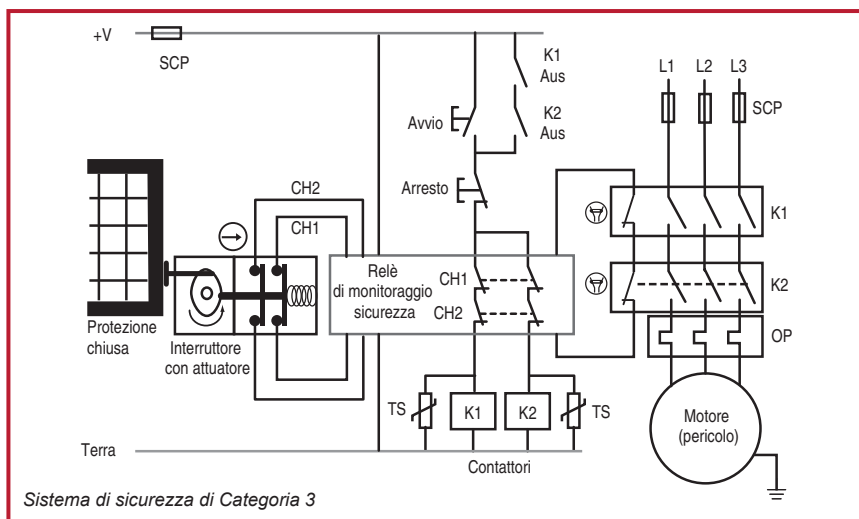 +V
SCP
K1
Aus
K2
Aus
Avvio
Arresto
L1 L2 L3
SCP
CH2
CH1
K1
Relè
di monitoraggio
sicurezza
CH1
CH2
K2
Protezione
chiusa
Interruttore
con attuatore
OP
TS
K1
K2
TS
Motore
(pericolo)
Terra
Contattori
Sistema di sicurezza di Categoria 3